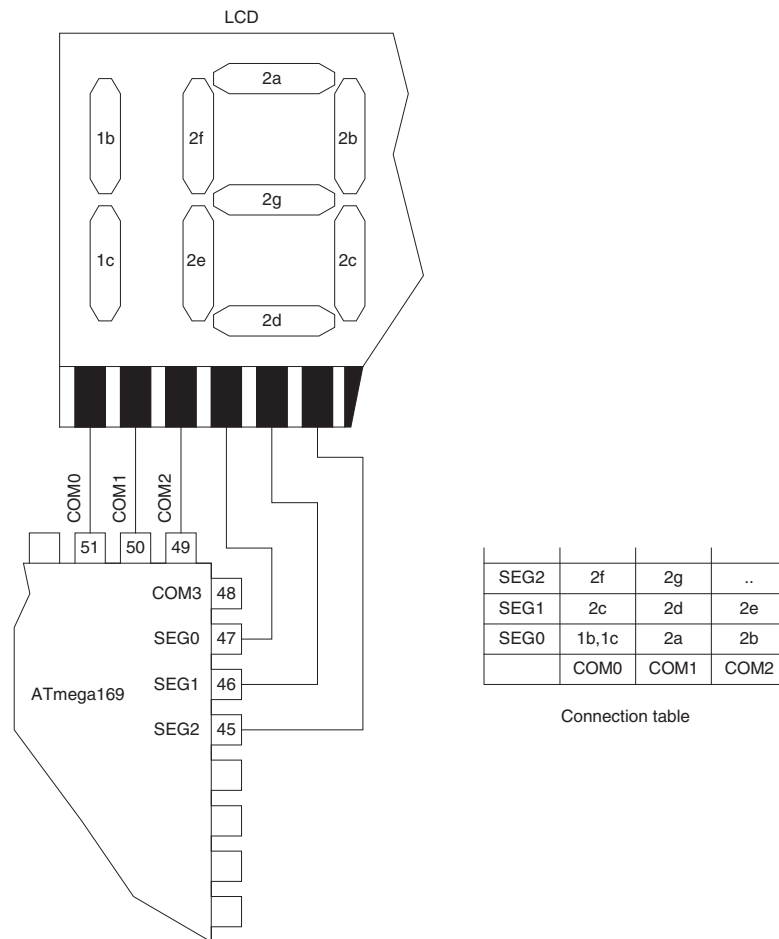 LCD
2a
1b
2f
2b
2g
1c
2e
2c
2d
COM0
COM1
COM2
51
50
49
COM3
48
SEG0
47
SEG1
46
ATmega169
SEG2
45
SEG2 2f 2g ..
SEG1 2c 2d 2e
SEG0 1b,1c 2a 2b
COM0 COM1 COM2
Connection table